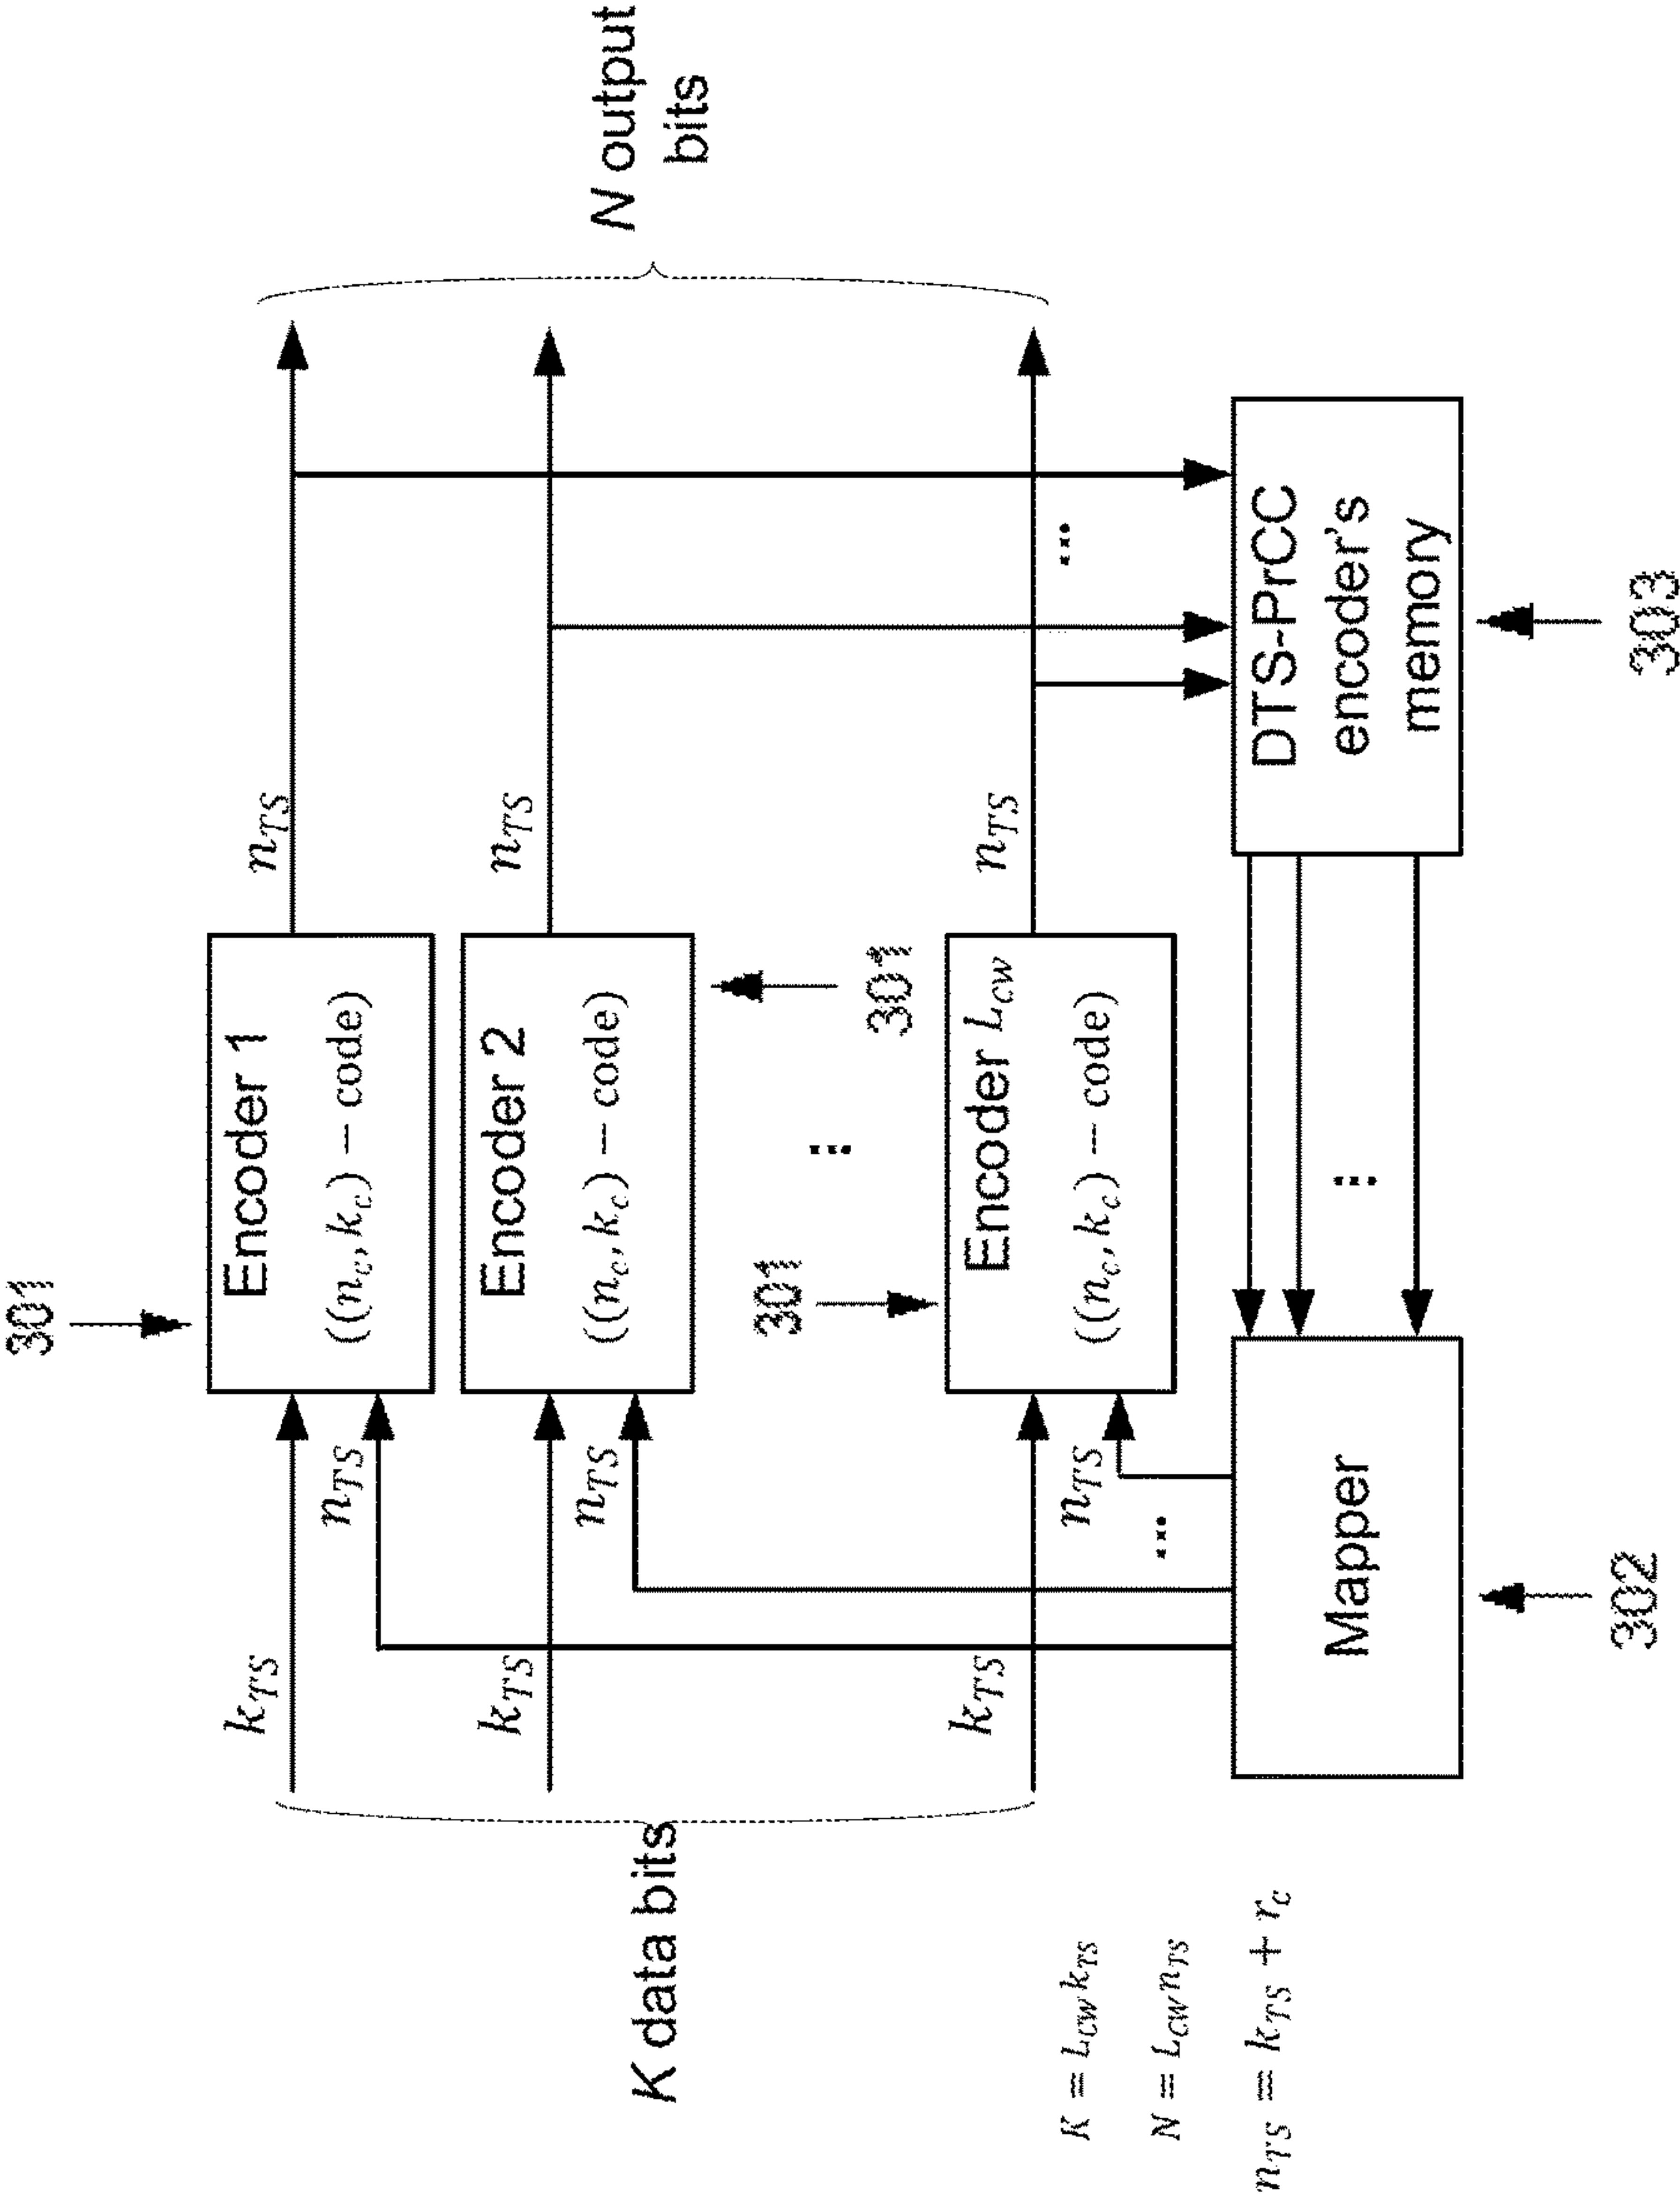 301
Encoder 1
((n_c, k_c) − code)
k_TS
n_TS
n_TS
Encoder 2
((n_c, k_c) − code)
k_TS
n_TS
n_TS
301
...
301
K data bits
N output
bits
Encoder L_CW
((n_c, k_c) − code)
k_TS
n_TS
n_TS
...
...
K = L_CW k_TS
N = L_CW n_TS
n_TS = k_TS + r_c
Mapper
...
DTS-PrCC
encoder's
memory
302
303